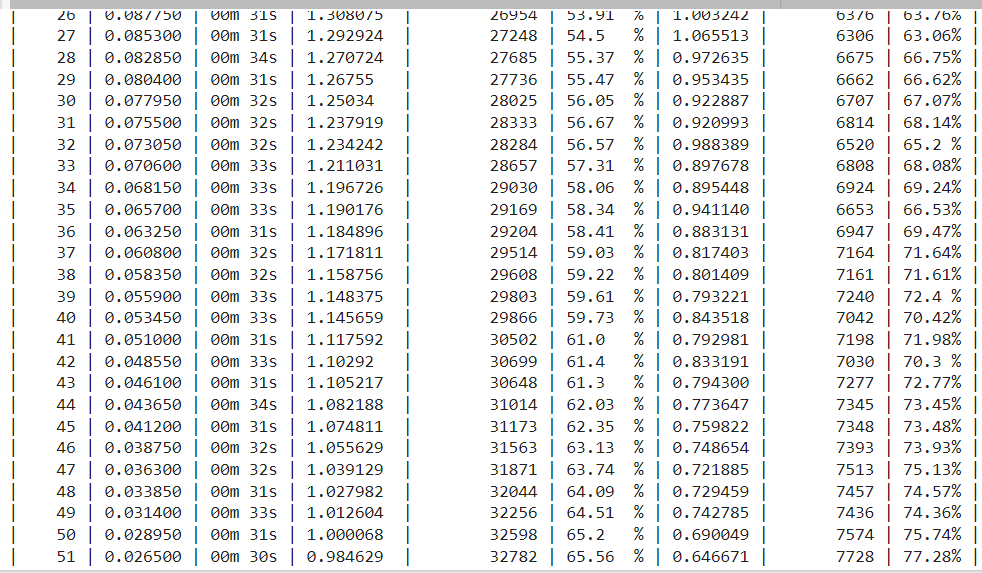 | 26 | 0.087750 | 00m 31s | 1.308075 | 26954 | 53.91 % | 1.003242 | 6376 | 63.76% |
| 27 | 0.085300 | 00m 31s | 1.292924 | 27248 | 54.5 % | 1.065513 | 6306 | 63.06% |
| 28 | 0.082850 | 00m 34s | 1.270724 | 27685 | 55.37 % | 0.972635 | 6675 | 66.75% |
| 29 | 0.080400 | 00m 31s | 1.26755 | 27736 | 55.47 % | 0.953435 | 6662 | 66.62% |
| 30 | 0.077950 | 00m 32s | 1.25034 | 28025 | 56.05 % | 0.922887 | 6707 | 67.07% |
| 31 | 0.075500 | 00m 32s | 1.237919 | 28333 | 56.67 % | 0.920993 | 6814 | 68.14% |
| 32 | 0.073050 | 00m 32s | 1.234242 | 28284 | 56.57 % | 0.988389 | 6520 | 65.2 % |
| 33 | 0.070600 | 00m 33s | 1.211031 | 28657 | 57.31 % | 0.897678 | 6808 | 68.08% |
| 34 | 0.068150 | 00m 33s | 1.196726 | 29030 | 58.06 % | 0.895448 | 6924 | 69.24% |
| 35 | 0.065700 | 00m 33s | 1.190176 | 29169 | 58.34 % | 0.941140 | 6653 | 66.53% |
| 36 | 0.063250 | 00m 31s | 1.184896 | 29204 | 58.41 % | 0.883131 | 6947 | 69.47% |
| 37 | 0.060800 | 00m 32s | 1.171811 | 29514 | 59.03 % | 0.817403 | 7164 | 71.64% |
| 38 | 0.058350 | 00m 32s | 1.158756 | 29608 | 59.22 % | 0.801409 | 7161 | 71.61% |
| 39 | 0.055900 | 00m 33s | 1.148375 | 29803 | 59.61 % | 0.793221 | 7240 | 72.4 % |
| 40 | 0.053450 | 00m 33s | 1.145659 | 29866 | 59.73 % | 0.843518 | 7042 | 70.42% |
| 41 | 0.051000 | 00m 31s | 1.117592 | 30502 | 61.0 % | 0.792981 | 7198 | 71.98% |
| 42 | 0.048550 | 00m 33s | 1.10292 | 30699 | 61.4 % | 0.833191 | 7030 | 70.3 % |
| 43 | 0.046100 | 00m 31s | 1.105217 | 30648 | 61.3 % | 0.794300 | 7277 | 72.77% |
| 44 | 0.043650 | 00m 34s | 1.082188 | 31014 | 62.03 % | 0.773647 | 7345 | 73.45% |
| 45 | 0.041200 | 00m 31s | 1.074811 | 31173 | 62.35 % | 0.759822 | 7348 | 73.48% |
| 46 | 0.038750 | 00m 32s | 1.055629 | 31563 | 63.13 % | 0.748654 | 7393 | 73.93% |
| 47 | 0.036300 | 00m 32s | 1.039129 | 31871 | 63.74 % | 0.721885 | 7513 | 75.13% |
| 48 | 0.033850 | 00m 31s | 1.027982 | 32044 | 64.09 % | 0.729459 | 7457 | 74.57% |
| 49 | 0.031400 | 00m 33s | 1.012604 | 32256 | 64.51 % | 0.742785 | 7436 | 74.36% |
| 50 | 0.028950 | 00m 31s | 1.000068 | 32598 | 65.2 % | 0.690049 | 7574 | 75.74% |
| 51 | 0.026500 | 00m 30s | 0.984629 | 32782 | 65.56 % | 0.646671 | 7728 | 77.28% |